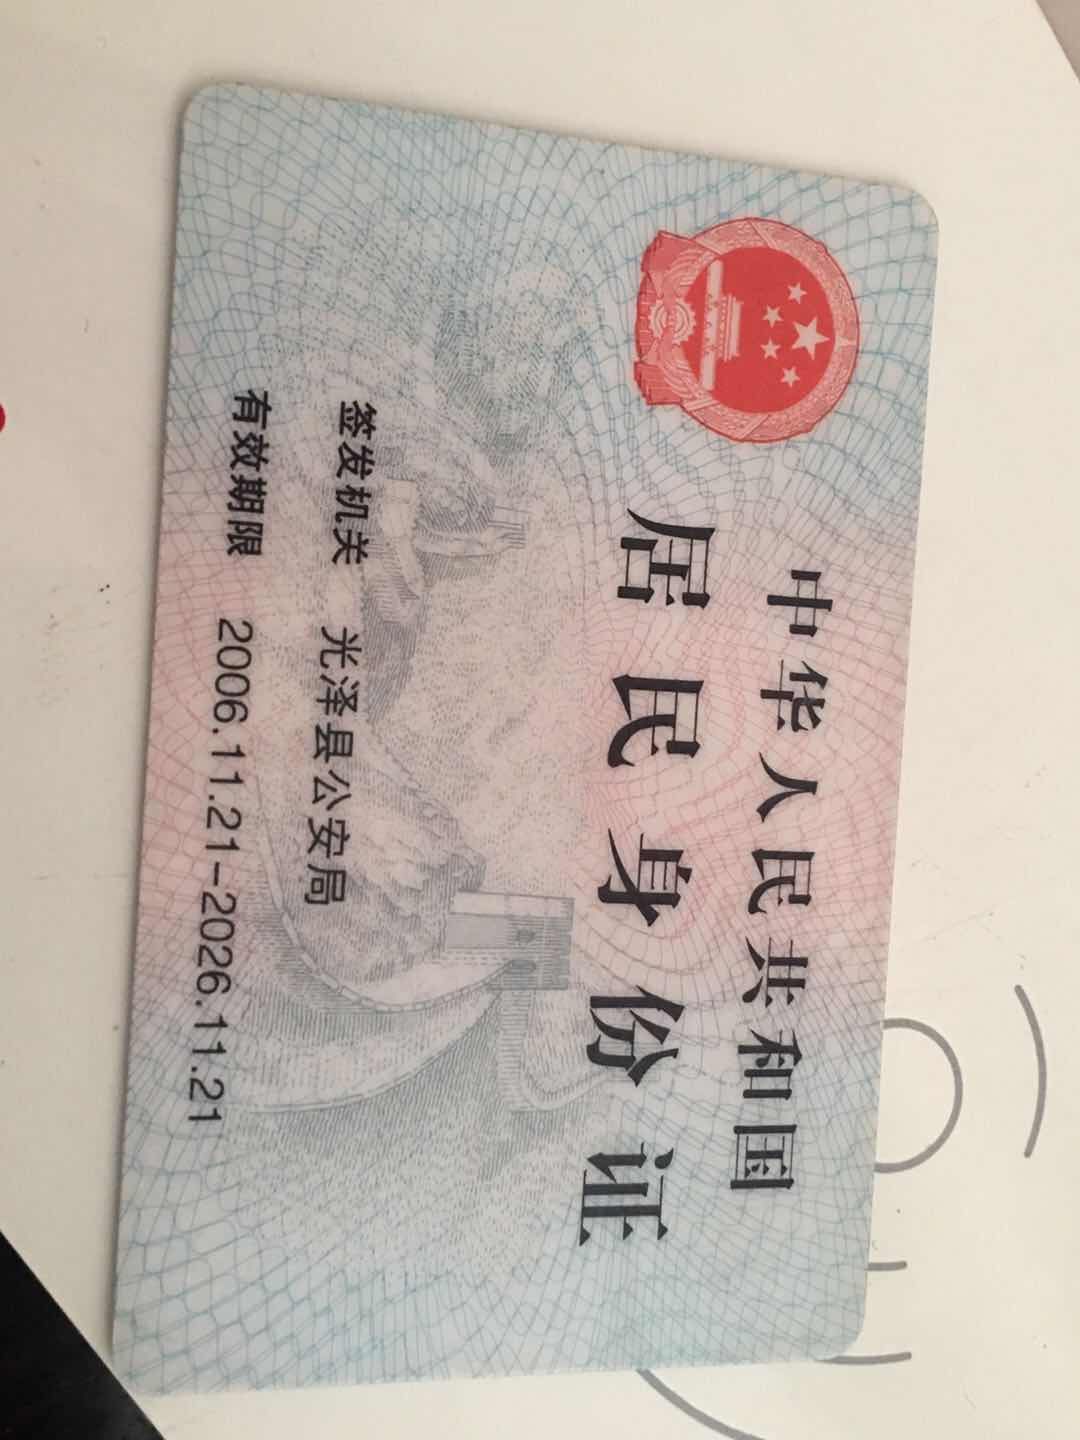 中华人民共和国
居民身份证
签发机关 光泽县公安局
有效期限 2006.11.21-2026.11.21